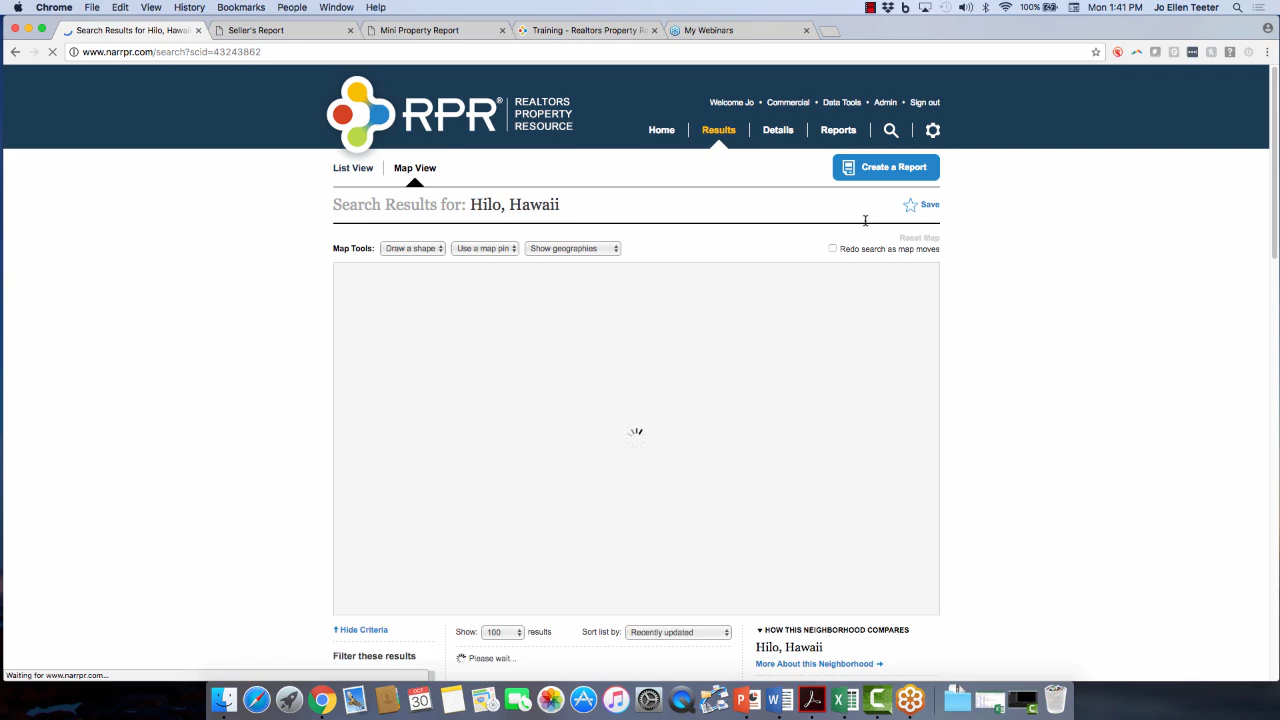 Chrome File Edit View History Bookmarks People Window Help 100% Mon 1:41 PM Jo Ellen Teeter
Search Results for Hilo, Hawaii Seller's Report Mini Property Report Training - Realtors Property Re My Webinars
www.narrpr.com/search?scid=43243862
RPR® REALTORS PROPERTY RESOURCE
Welcome Jo • Commercial • Data Tools • Admin • Sign out
Home Results Details Reports
List View Map View Create a Report
Search Results for: Hilo, Hawaii Save
Reset Map
Map Tools: Draw a shape Use a map pin Show geographies Redo search as map moves
Hide Criteria Show: 100 results Sort list by: Recently updated HOW THIS NEIGHBORHOOD COMPARES
Hilo, Hawaii
Filter these results Please wait... More About this Neighborhood
Waiting for www.narrpr.com...
OCT 30